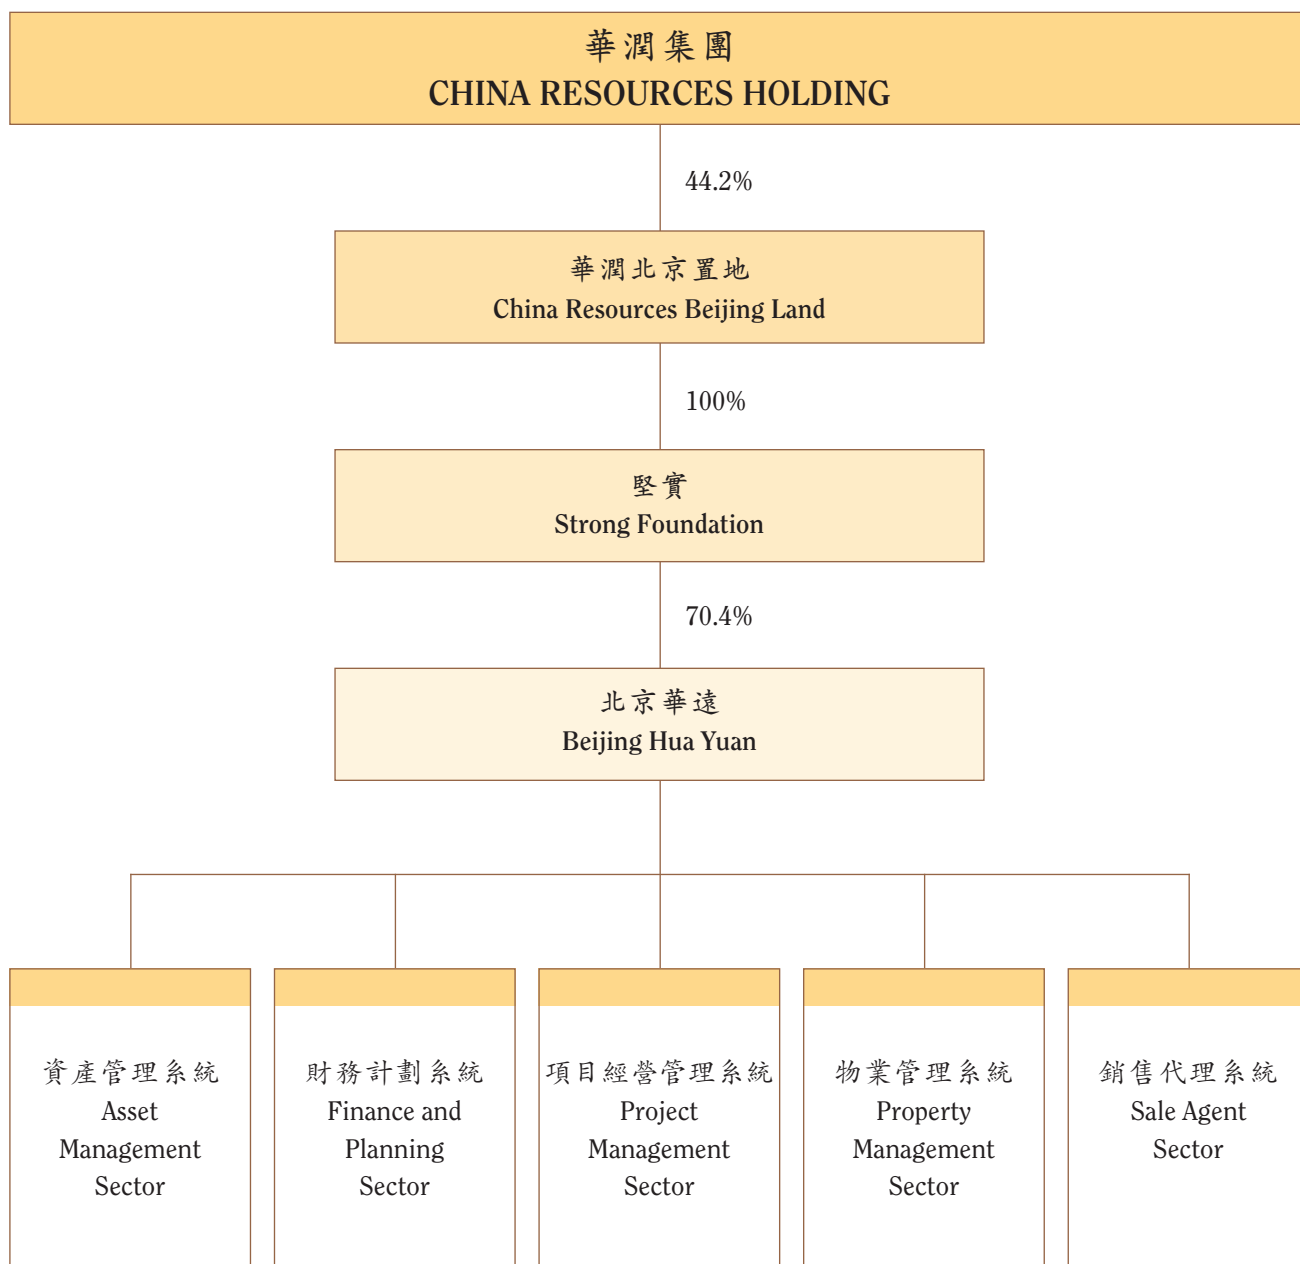 華潤集團
CHINA RESOURCES HOLDING
44.2%
華潤北京置地
China Resources Beijing Land
100%
堅實
Strong Foundation
70.4%
北京華遠
Beijing Hua Yuan
資產管理系統
Asset
Management
Sector
財務計劃系統
Finance and
Planning
Sector
項目經營管理系統
Project
Management
Sector
物業管理系統
Property
Management
Sector
銷售代理系統
Sale Agent
Sector